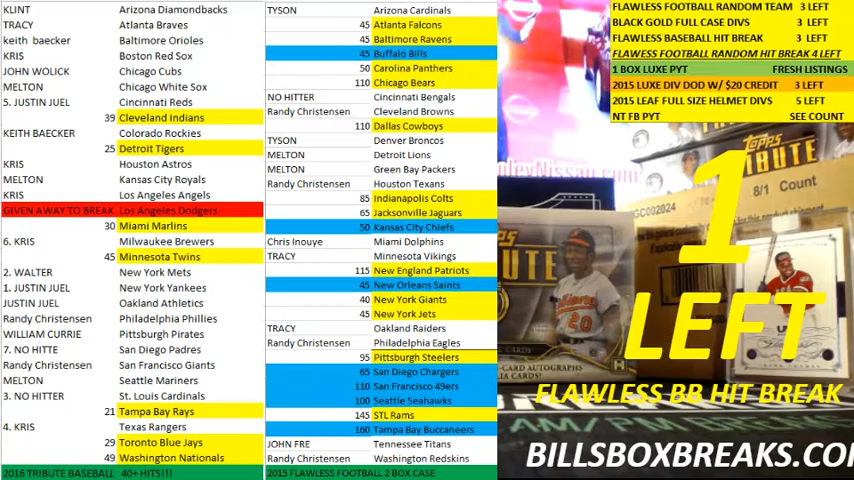 KLINT Arizona Diamondbacks
TRACY Atlanta Braves
keith baecker Baltimore Orioles
KRIS Boston Red Sox
JOHN WOLICK Chicago Cubs
MELTON Chicago White Sox
5. JUSTIN JUEL Cincinnati Reds
39 Cleveland Indians
KEITH BAECKER Colorado Rockies
25 Detroit Tigers
KRIS Houston Astros
MELTON Kansas City Royals
KRIS Los Angeles Angels
GIVEN AWAY TO BREAK Los Angeles Dodgers
30 Miami Marlins
6. KRIS Milwaukee Brewers
45 Minnesota Twins
2. WALTER New York Mets
1. JUSTIN JUEL New York Yankees
JUSTIN JUEL Oakland Athletics
Randy Christensen Philadelphia Phillies
WILLIAM CURRIE Pittsburgh Pirates
7. NO HITTE San Diego Padres
Randy Christensen San Francisco Giants
MELTON Seattle Mariners
3. NO HITTER St. Louis Cardinals
21 Tampa Bay Rays
4. KRIS Texas Rangers
29 Toronto Blue Jays
49 Washington Nationals
2016 TRIBUTE BASEBALL 40+ HITS!!!
TYSON Arizona Cardinals
45 Atlanta Falcons
45 Baltimore Ravens
45 Buffalo Bills
50 Carolina Panthers
110 Chicago Bears
NO HITTER Cincinnati Bengals
Randy Christensen Cleveland Browns
110 Dallas Cowboys
TYSON Denver Broncos
MELTON Detroit Lions
MELTON Green Bay Packers
Randy Christensen Houston Texans
85 Indianapolis Colts
65 Jacksonville Jaguars
50 Kansas City Chiefs
Chris Inouye Miami Dolphins
TRACY Minnesota Vikings
115 New England Patriots
45 New Orleans Saints
40 New York Giants
45 New York Jets
TRACY Oakland Raiders
Randy Christensen Philadelphia Eagles
95 Pittsburgh Steelers
65 San Diego Chargers
110 San Francisco 49ers
100 Seattle Seahawks
145 STL Rams
160 Tampa Bay Buccaneers
JOHN FRE Tennessee Titans
Randy Christensen Washington Redskins
2015 FLAWLESS FOOTBALL 2 BOX CASE
FLAWLESS FOOTBALL RANDOM TEAM 3 LEFT
BLACK GOLD FULL CASE DIVS 3 LEFT
FLAWLESS BASEBALL HIT BREAK 3 LEFT
FLAWLESS FOOTBALL RANDOM HIT BREAK 4 LEFT
1 BOX LUXE PYT FRESH LISTINGS
2015 LUXE DIV DOD W/ $20 CREDIT 3 LEFT
2015 LEAF FULL SIZE HELMET DIVS 5 LEFT
NT FB PYT SEE COUNT
TOPPS
TRIBUTE
8/1 Count
GC002024
20
1
LEFT
FLAWLESS BB HIT BREAK
AM/PM BREAK
BILLSBOXBREAKS.CO